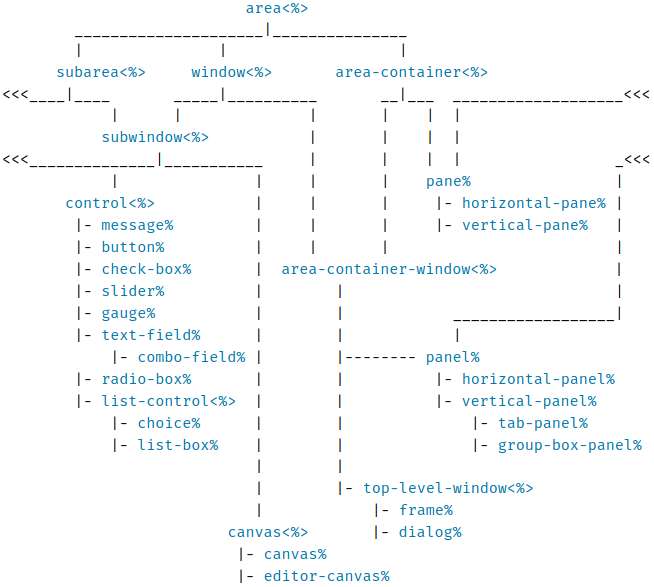 area<%>
subarea<%> window<%> area-container<%>
<<< <<<
subwindow<%>
<<< <<<
control<%> pane%
|- message% |- horizontal-pane%
|- button% |- vertical-pane%
|- check-box% area-container-window<%>
|- slider%
|- gauge%
|- text-field%
|- combo-field% |-------- panel%
|- radio-box% |- horizontal-panel%
|- list-control<%> |- vertical-panel%
|- choice% |- tab-panel%
|- list-box% |- group-box-panel%
|- top-level-window<%>
|- frame%
canvas<%> |- dialog%
|- canvas%
|- editor-canvas%